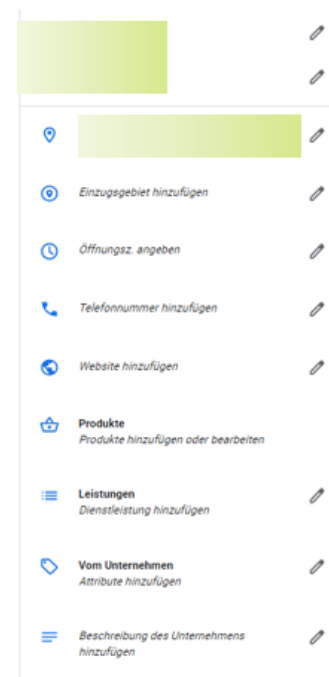 Einzugsgebiet hinzufügen
Öffnungsz. angeben
Telefonnummer hinzufügen
Website hinzufügen
Produkte
Produkte hinzufügen oder bearbeiten
Leistungen
Dienstleistung hinzufügen
Vom Unternehmen
Attribute hinzufügen
Beschreibung des Unternehmens
hinzufügen